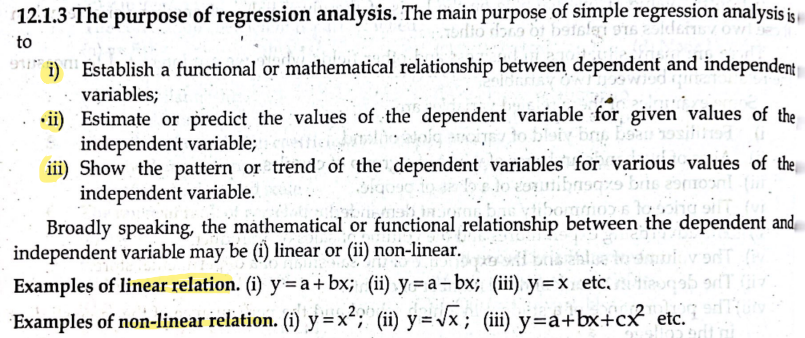 12.1.3 The purpose of regression analysis. The main purpose of simple regression analysis is
to
i) Establish a functional or mathematical relationship between dependent and independent
variables;
ii) Estimate or predict the values of the dependent variable for given values of the
independent variable;
iii) Show the pattern or trend of the dependent variables for various values of the
independent variable.
Broadly speaking, the mathematical or functional relationship between the dependent and
independent variable may be (i) linear or (ii) non-linear.
Examples of linear relation. (i) y = a + bx; (ii) y = a – bx; (iii) y = x etc.
Examples of non-linear relation. (i) y = x²; (ii) y = √x ; (iii) y=a+bx+cx² etc.